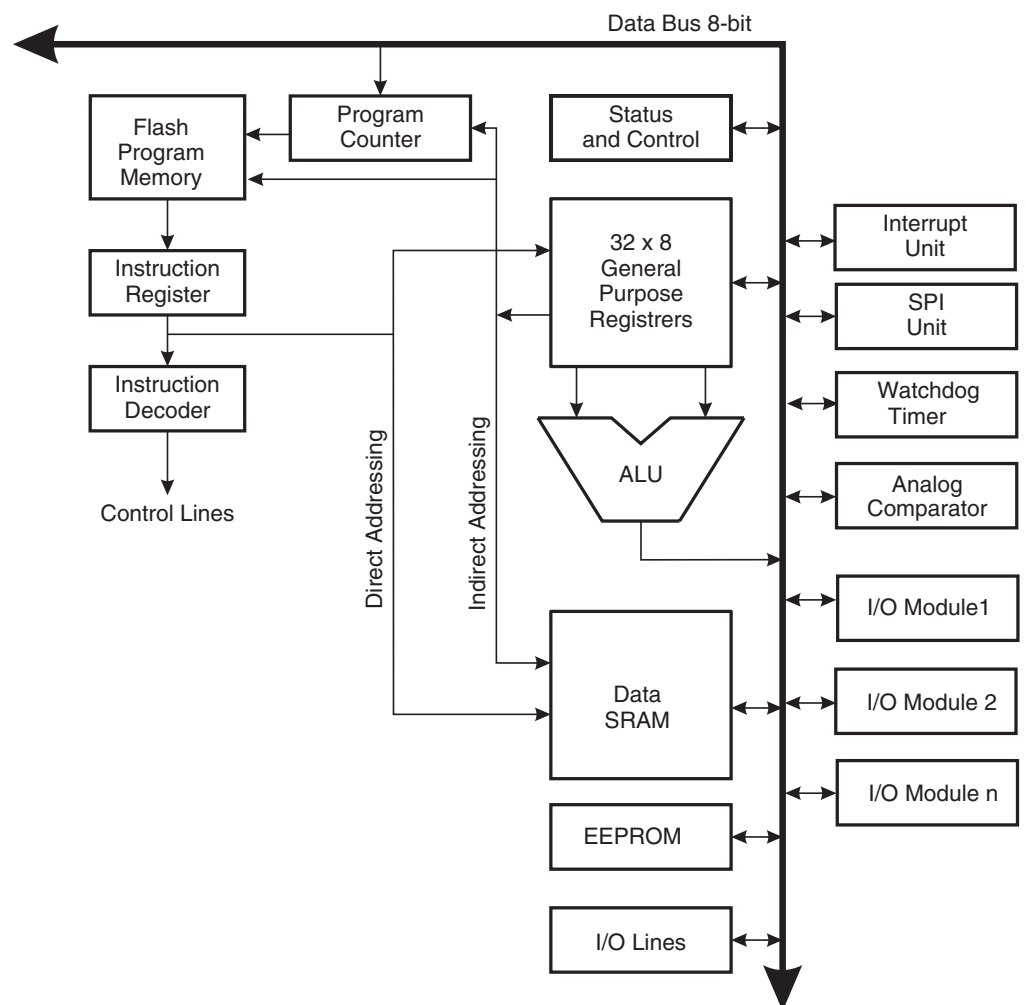 Data Bus 8-bit
Flash
Program
Memory
Program
Counter
Status
and Control
32 x 8
General
Purpose
Registrers
Interrupt
Unit
Instruction
Register
SPI
Unit
Instruction
Decoder
Watchdog
Timer
ALU
Analog
Comparator
Control Lines
Direct Addressing
Indirect Addressing
I/O Module1
Data
SRAM
I/O Module 2
I/O Module n
EEPROM
I/O Lines